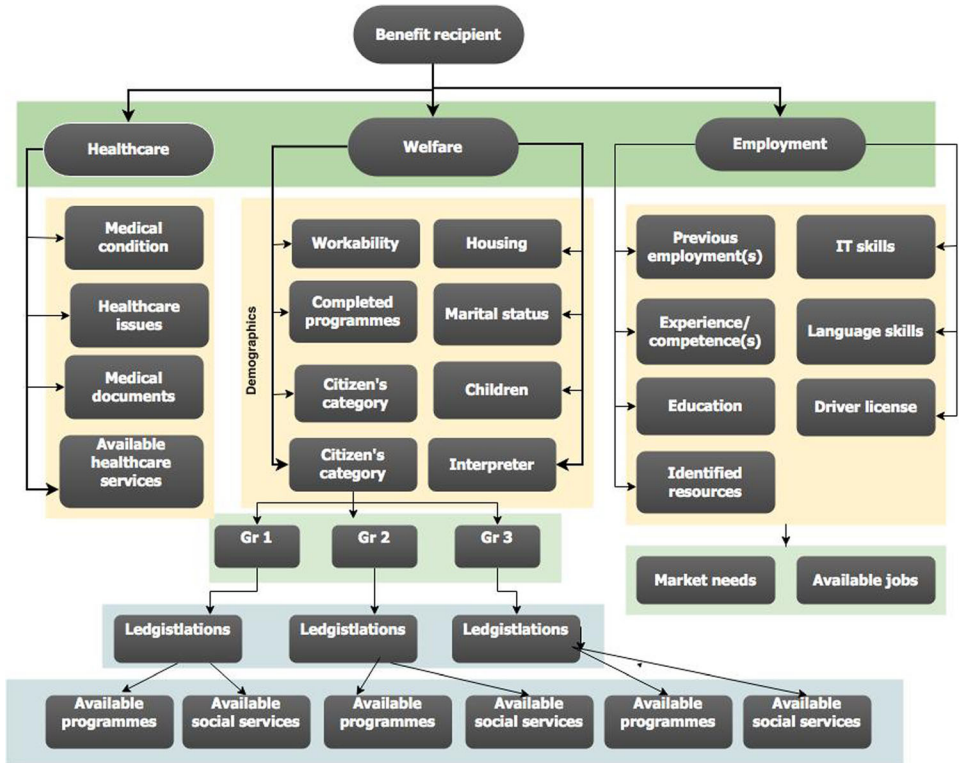 Benefit recipient
Healthcare
Welfare
Employment
Medical
condition
Healthcare
issues
Medical
documents
Available
healthcare
services
Demographics
Workability
Housing
Completed
programmes
Marital status
Citizen's
category
Children
Citizen's
category
Interpreter
Previous
employment(s)
IT skills
Experience/
competence(s)
Language skills
Education
Driver license
Identified
resources
Gr 1
Gr 2
Gr 3
Market needs
Available jobs
Ledgistlations
Ledgistlations
Ledgistlations
Available
programmes
Available
social services
Available
programmes
Available
social services
Available
programmes
Available
social services